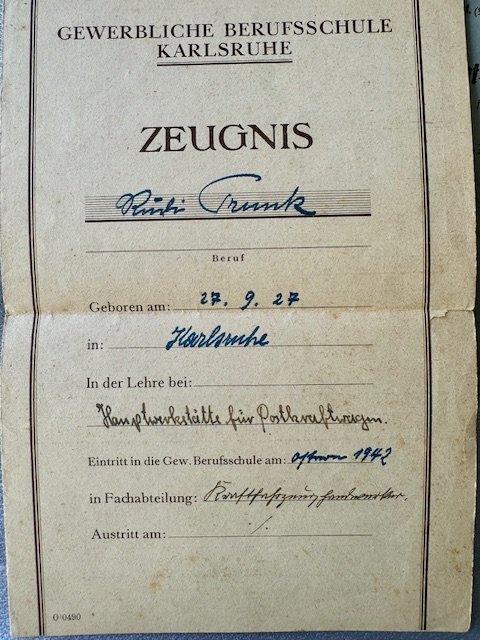 GEWERBLICHE BERUFSSCHULE
KARLSRUHE
ZEUGNIS
Rudi Trunk
Beruf
Geboren am: 27. 9. 27
in: Karlsruhe
In der Lehre bei:
Hauptwerkstätte für Postkraftwagen.
Eintritt in die Gew. Berufsschule am: Ostern 1942
in Fachabteilung: Kraftfahrzeughandwerker.
Austritt am: ./.
O/0490